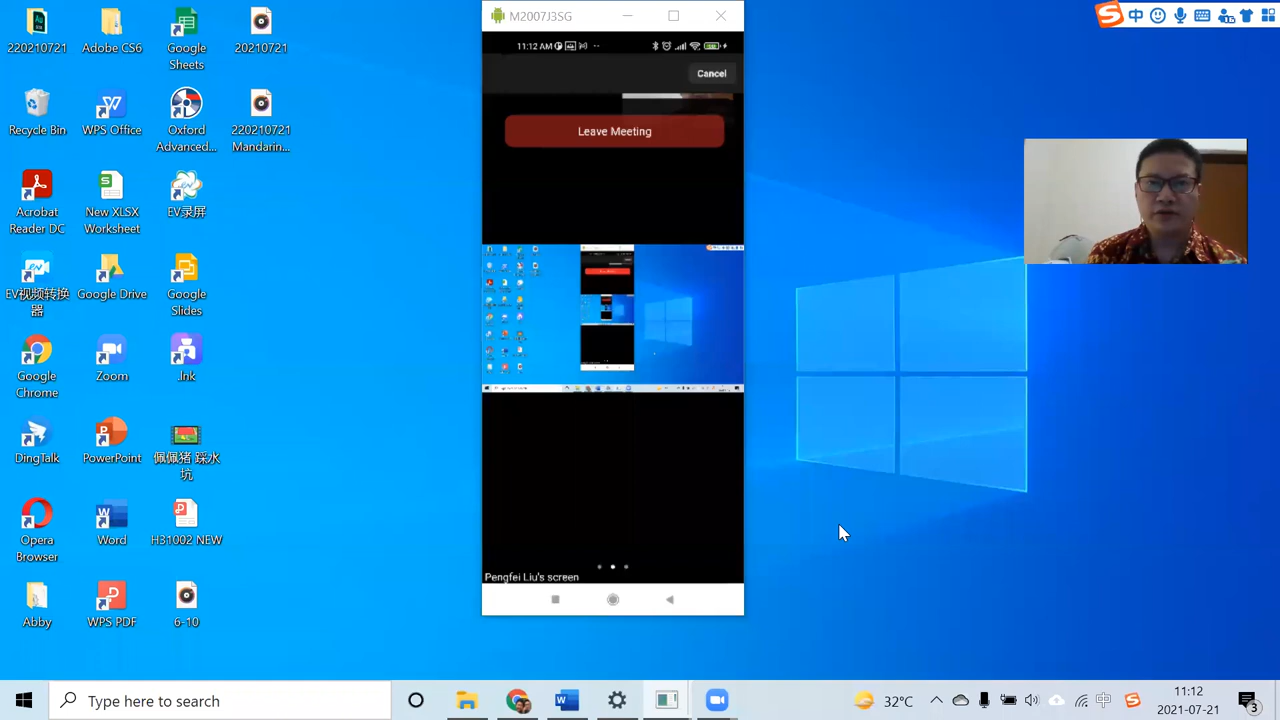 220210721
Adobe CS6
Google
Sheets
20210721
Recycle Bin
WPS Office
Oxford
Advanced...
220210721
Mandarin...
Acrobat
Reader DC
New XLSX
Worksheet
EV录屏
EV视频转换
器
Google Drive
Google
Slides
Google
Chrome
Zoom
.lnk
DingTalk
PowerPoint
佩佩猪 踩水
坑
Opera
Browser
Word
H31002 NEW
Abby
WPS PDF
6-10
M2007J3SG
11:12 AM
Cancel
Leave Meeting
Pengfei Liu's screen
中
Type here to search
32°C
中
11:12
2021-07-21
3